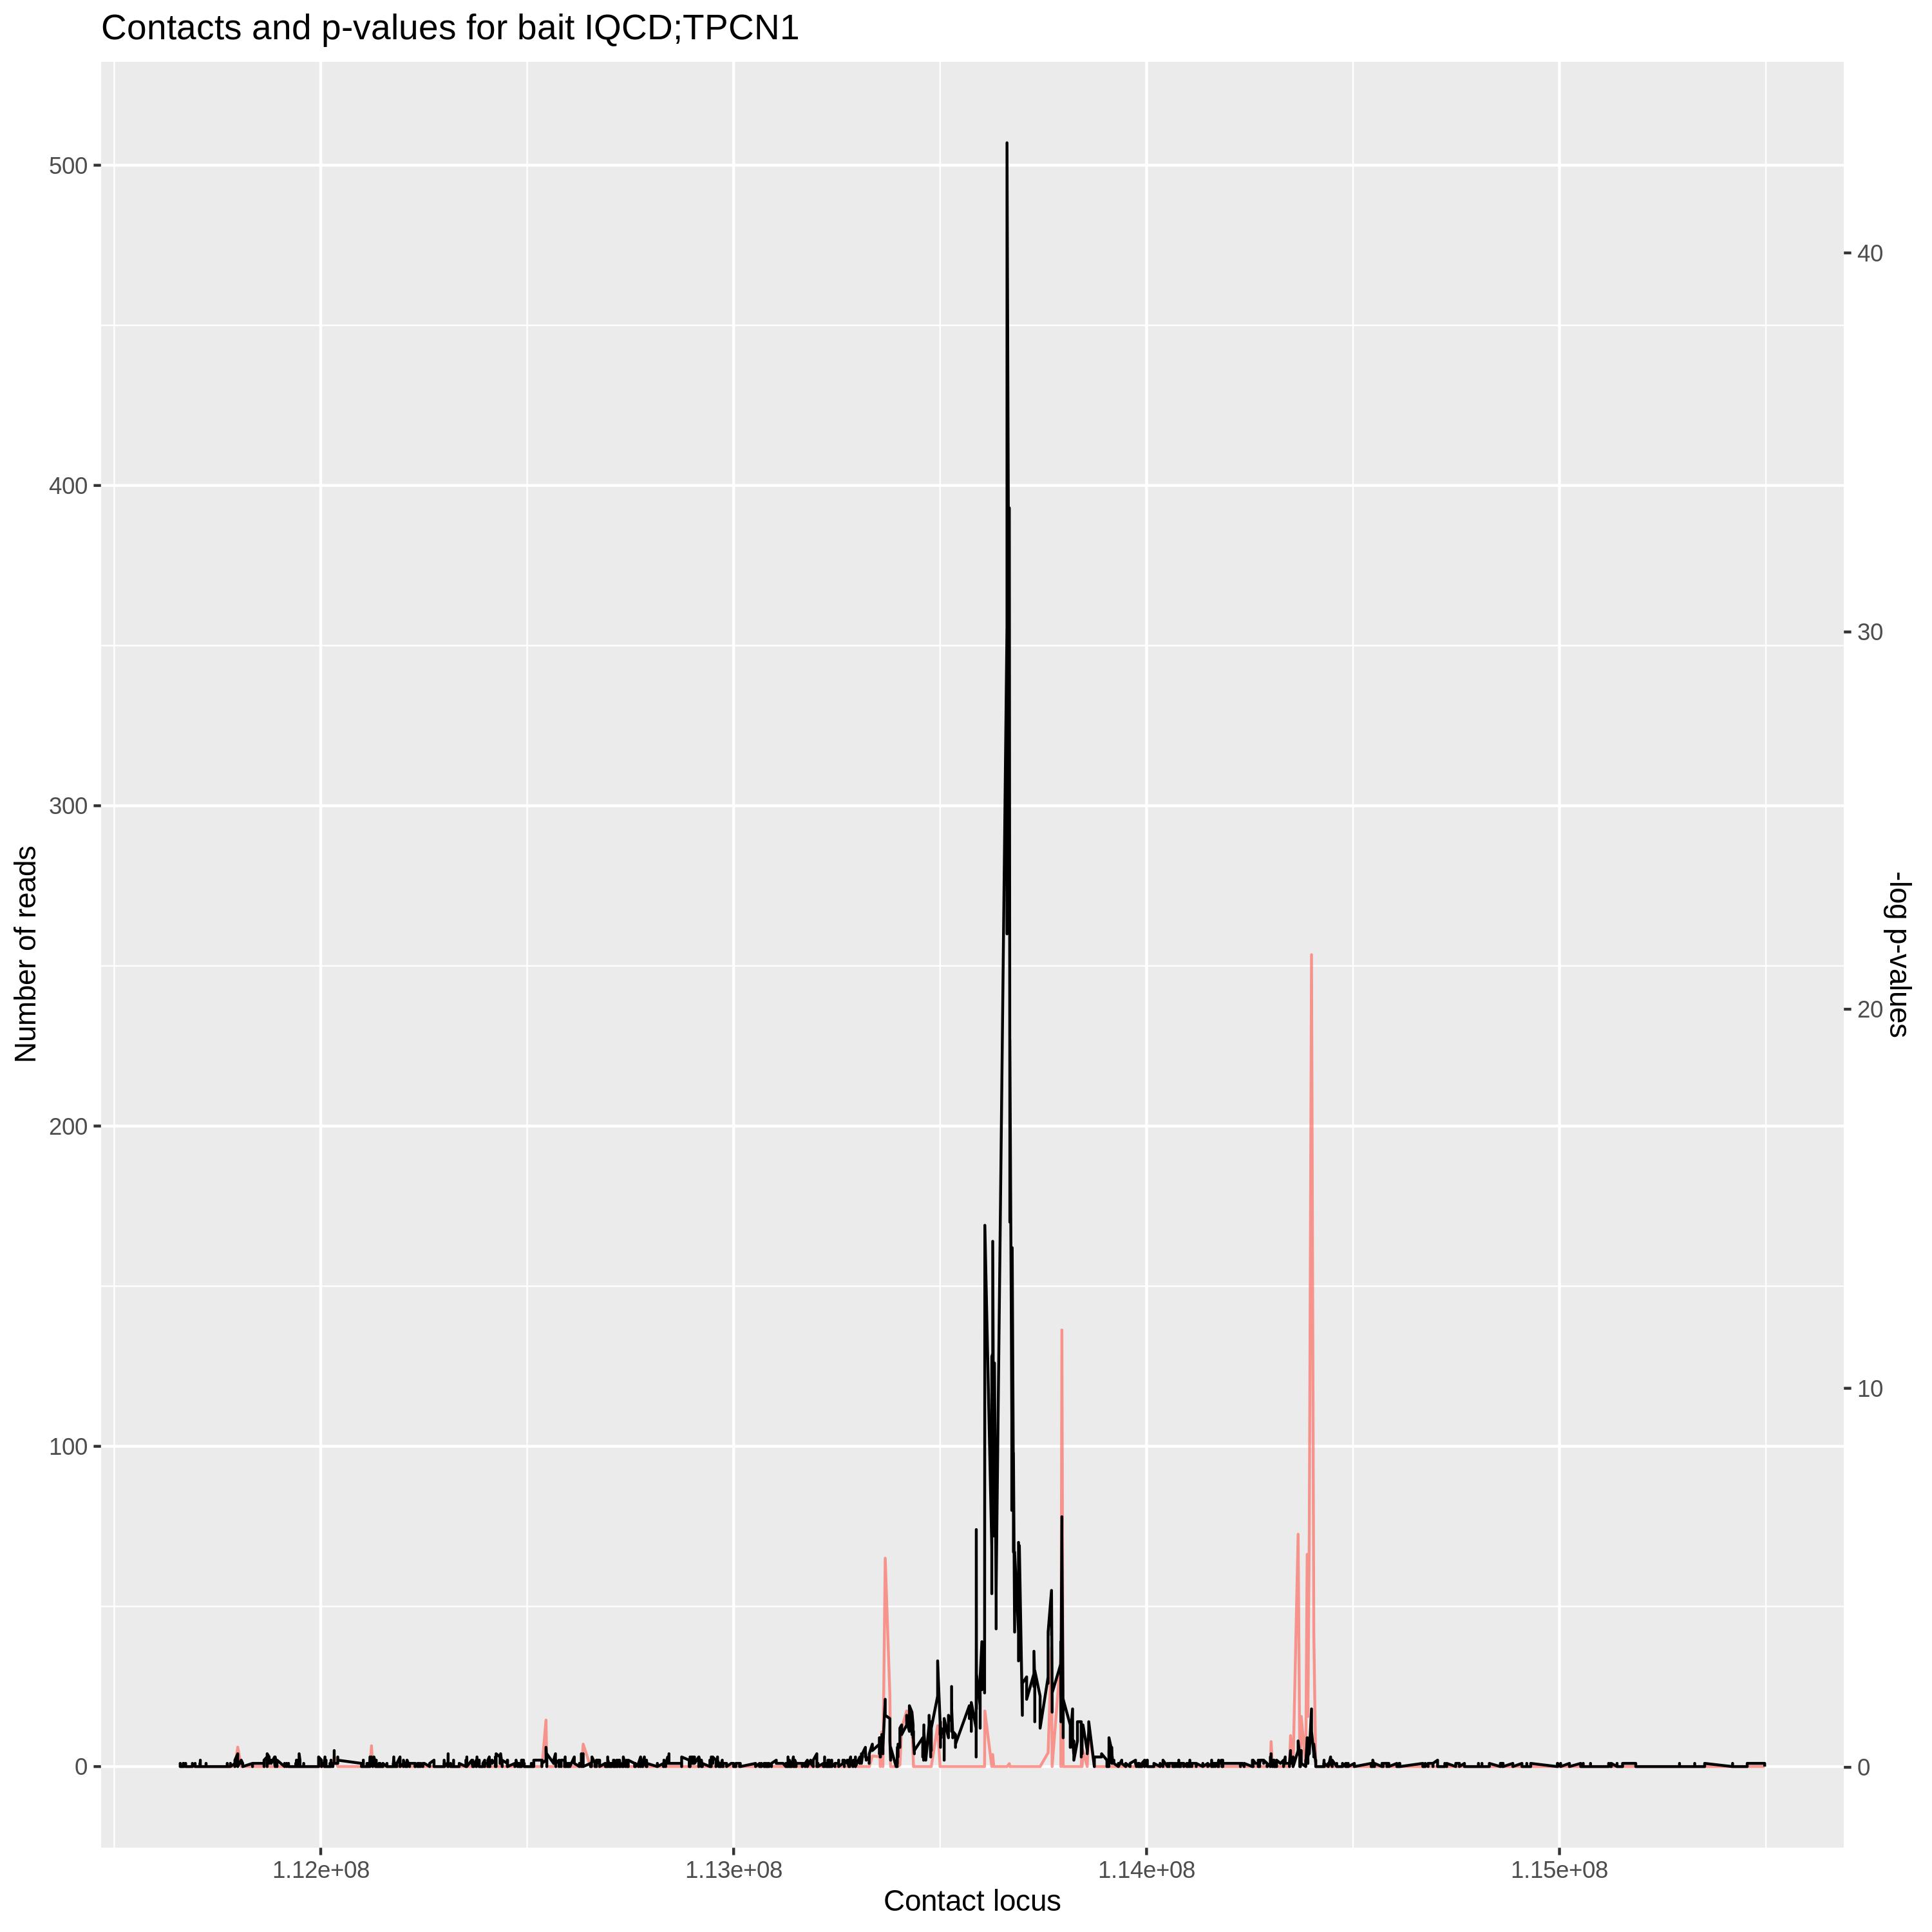 Contacts and p-values for bait IQCD;TPCN1
500
400
300
200
100
0
Number of reads
40
30
20
10
0
-log p-values
1.12e+08
1.13e+08
1.14e+08
1.15e+08
Contact locus